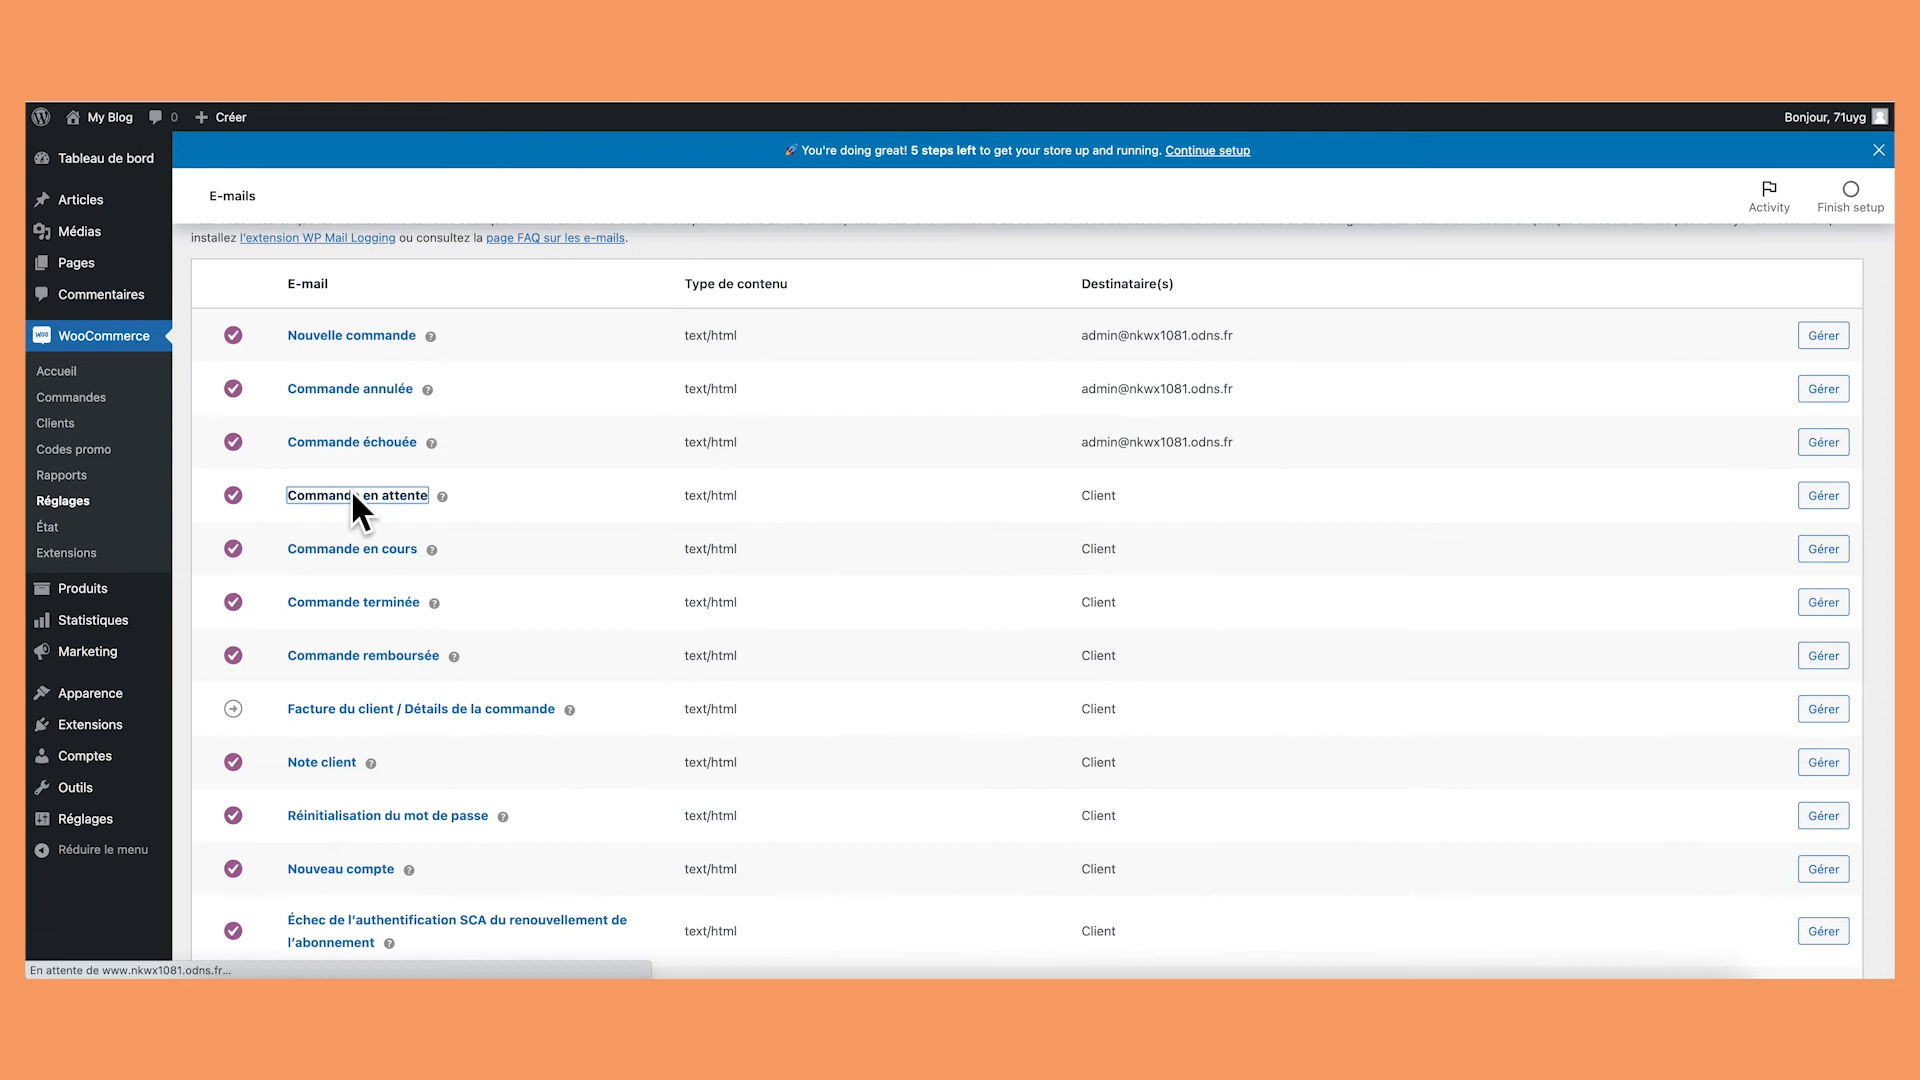 My Blog
0
Créer
Bonjour, 71uyg
Tableau de bord
Articles
Médias
Pages
Commentaires
WooCommerce
Accueil
Commandes
Clients
Codes promo
Rapports
Réglages
État
Extensions
Produits
Statistiques
Marketing
Apparence
Extensions
Comptes
Outils
Réglages
Réduire le menu
🚀 You're doing great! 5 steps left to get your store up and running. Continue setup
E-mails
Activity
Finish setup
installez l'extension WP Mail Logging ou consultez la page FAQ sur les e-mails.
E-mail Type de contenu Destinataire(s)
Nouvelle commande text/html admin@nkwx1081.odns.fr Gérer
Commande annulée text/html admin@nkwx1081.odns.fr Gérer
Commande échouée text/html admin@nkwx1081.odns.fr Gérer
Commande en attente text/html Client Gérer
Commande en cours text/html Client Gérer
Commande terminée text/html Client Gérer
Commande remboursée text/html Client Gérer
Facture du client / Détails de la commande text/html Client Gérer
Note client text/html Client Gérer
Réinitialisation du mot de passe text/html Client Gérer
Nouveau compte text/html Client Gérer
Échec de l'authentification SCA du renouvellement de
l'abonnement text/html Client Gérer
En attente de www.nkwx1081.odns.fr...